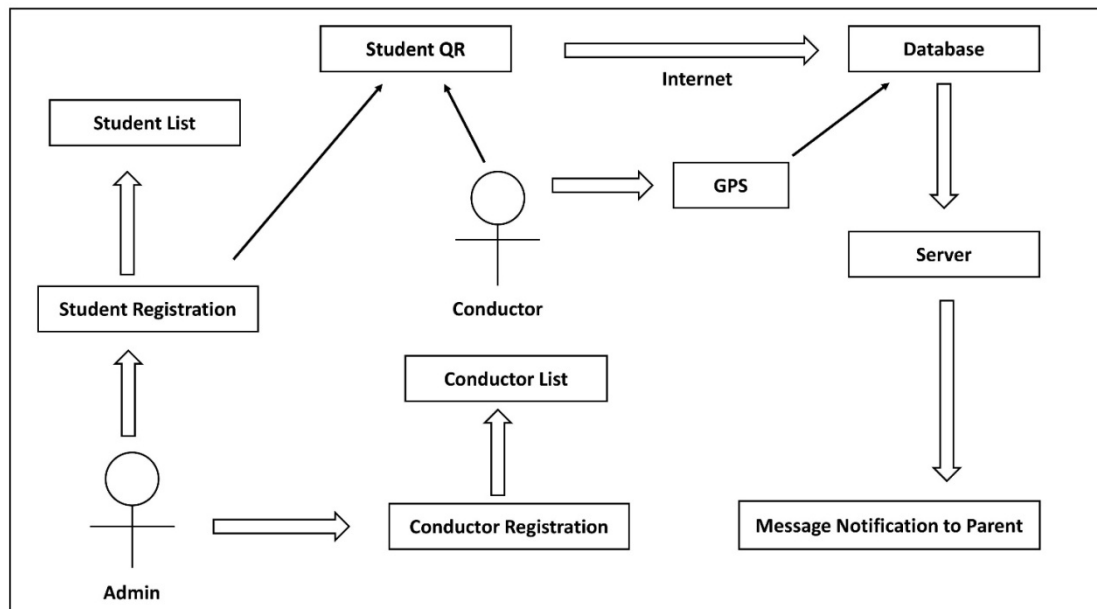 Student QR
Database
Internet
Student List
GPS
Server
Student Registration
Conductor
Conductor List
Conductor Registration
Message Notification to Parent
Admin